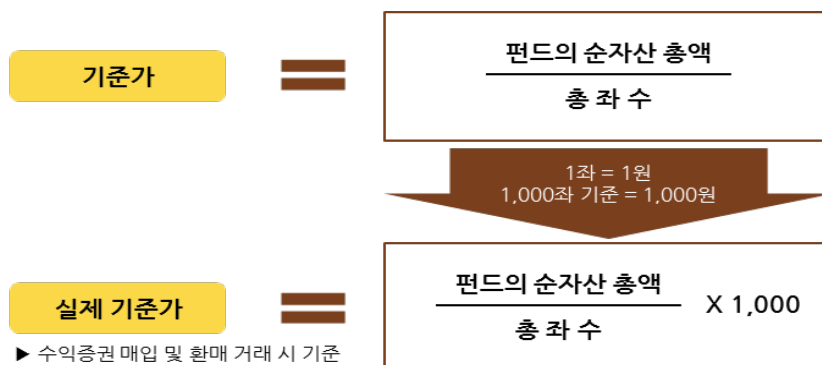 기준가
펀드의 순자산 총액
총 좌 수
1좌 = 1원
1,000좌 기준 = 1,000원
실제 기준가
펀드의 순자산 총액
총 좌 수
X 1,000
▶ 수익증권 매입 및 환매 거래 시 기준